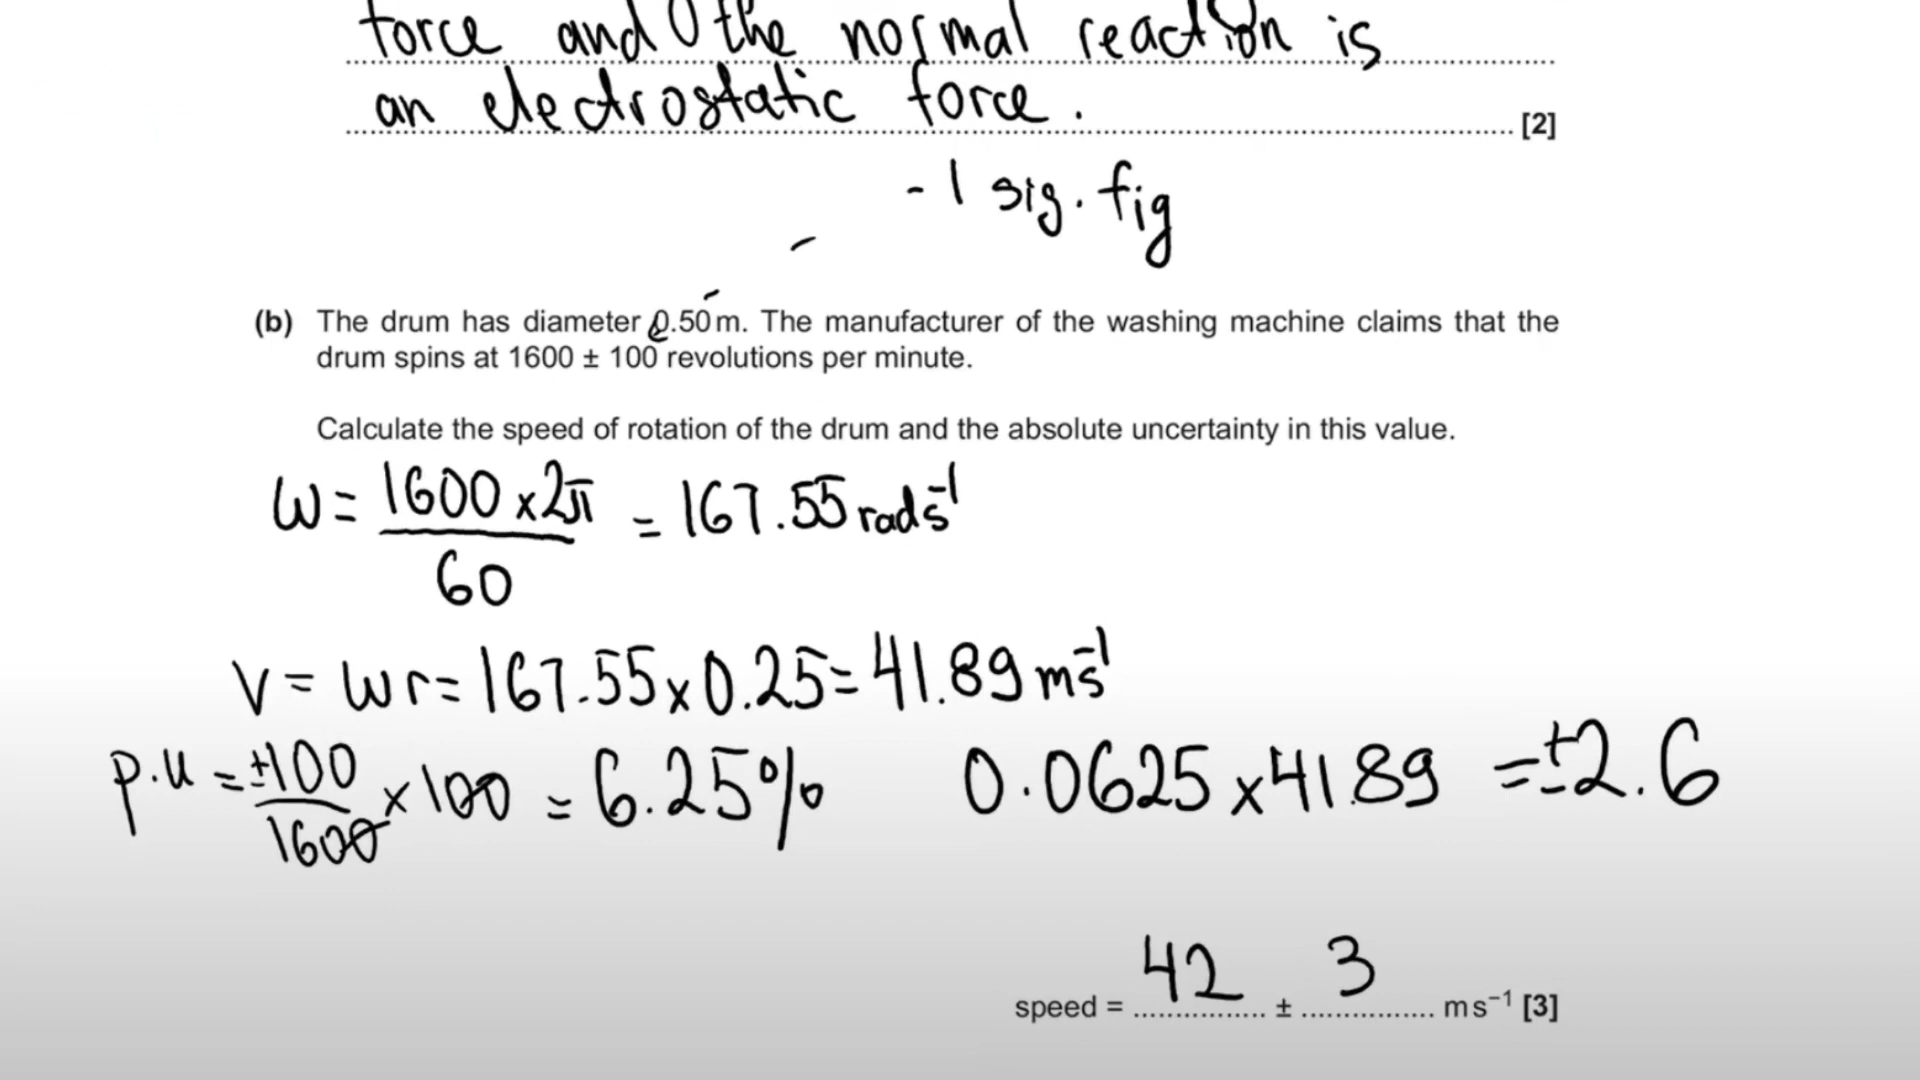 force and the normal reaction is
an electrostatic force. [2]
- 1 sig. fig
(b) The drum has diameter 0.50 m. The manufacturer of the washing machine claims that the
drum spins at 1600 ± 100 revolutions per minute.
Calculate the speed of rotation of the drum and the absolute uncertainty in this value.
ω = 1600 × 2π / 60 = 167.55 rads⁻¹
v = ωr = 167.55 × 0.25 = 41.89 ms⁻¹
p.u = ±100 / 1600 × 100 = 6.25% 0.0625 × 41.89 = ±2.6
speed = 42 ± 3 m s⁻¹ [3]